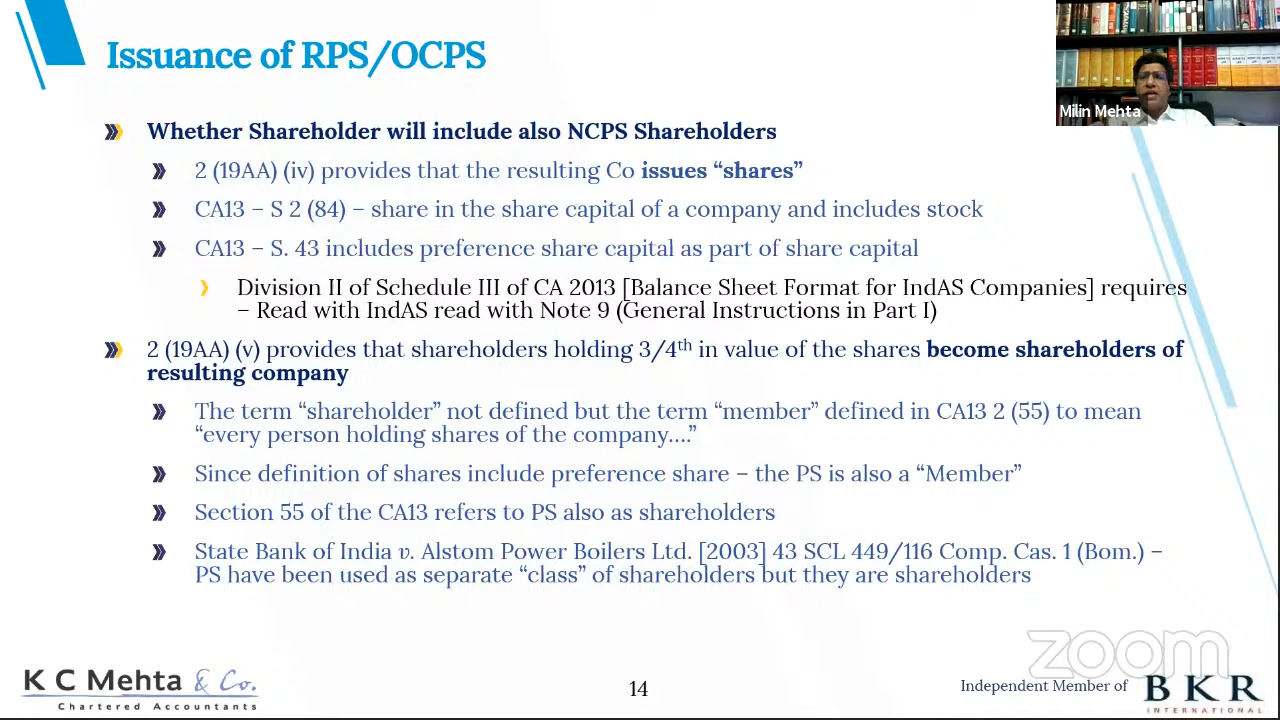 Issuance of RPS/OCPS
Milin Mehta
Whether Shareholder will include also NCPS Shareholders
2 (19AA) (iv) provides that the resulting Co issues “shares”
CA13 – S 2 (84) – share in the share capital of a company and includes stock
CA13 – S. 43 includes preference share capital as part of share capital
Division II of Schedule III of CA 2013 [Balance Sheet Format for IndAS Companies] requires
– Read with IndAS read with Note 9 (General Instructions in Part I)
2 (19AA) (v) provides that shareholders holding 3/4th in value of the shares become shareholders of
resulting company
The term “shareholder” not defined but the term “member” defined in CA13 2 (55) to mean
“every person holding shares of the company....”
Since definition of shares include preference share – the PS is also a “Member”
Section 55 of the CA13 refers to PS also as shareholders
State Bank of India v. Alstom Power Boilers Ltd. [2003] 43 SCL 449/116 Comp. Cas. 1 (Bom.) –
PS have been used as separate “class” of shareholders but they are shareholders
zoom
K C Mehta & Co.
Chartered Accountants
14
Independent Member of
BKR
INTERNATIONAL